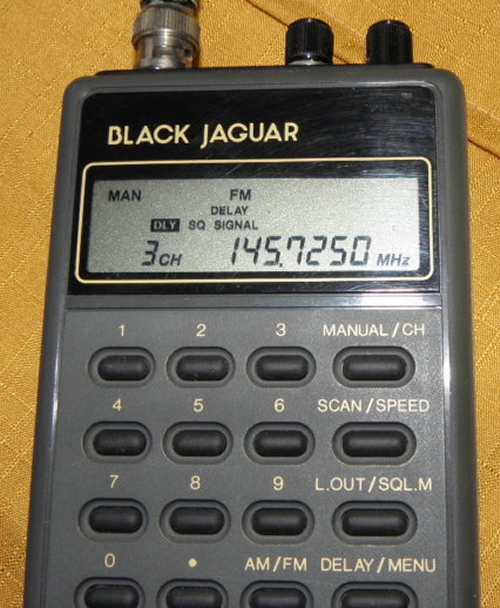 BLACK JAGUAR
MAN FM
DELAY
DLY SQ SIGNAL
3CH 145.7250 MHz
1 2 3 MANUAL/CH
4 5 6 SCAN/SPEED
7 8 9 L.OUT/SQL.M
0 • AM/FM DELAY/MENU